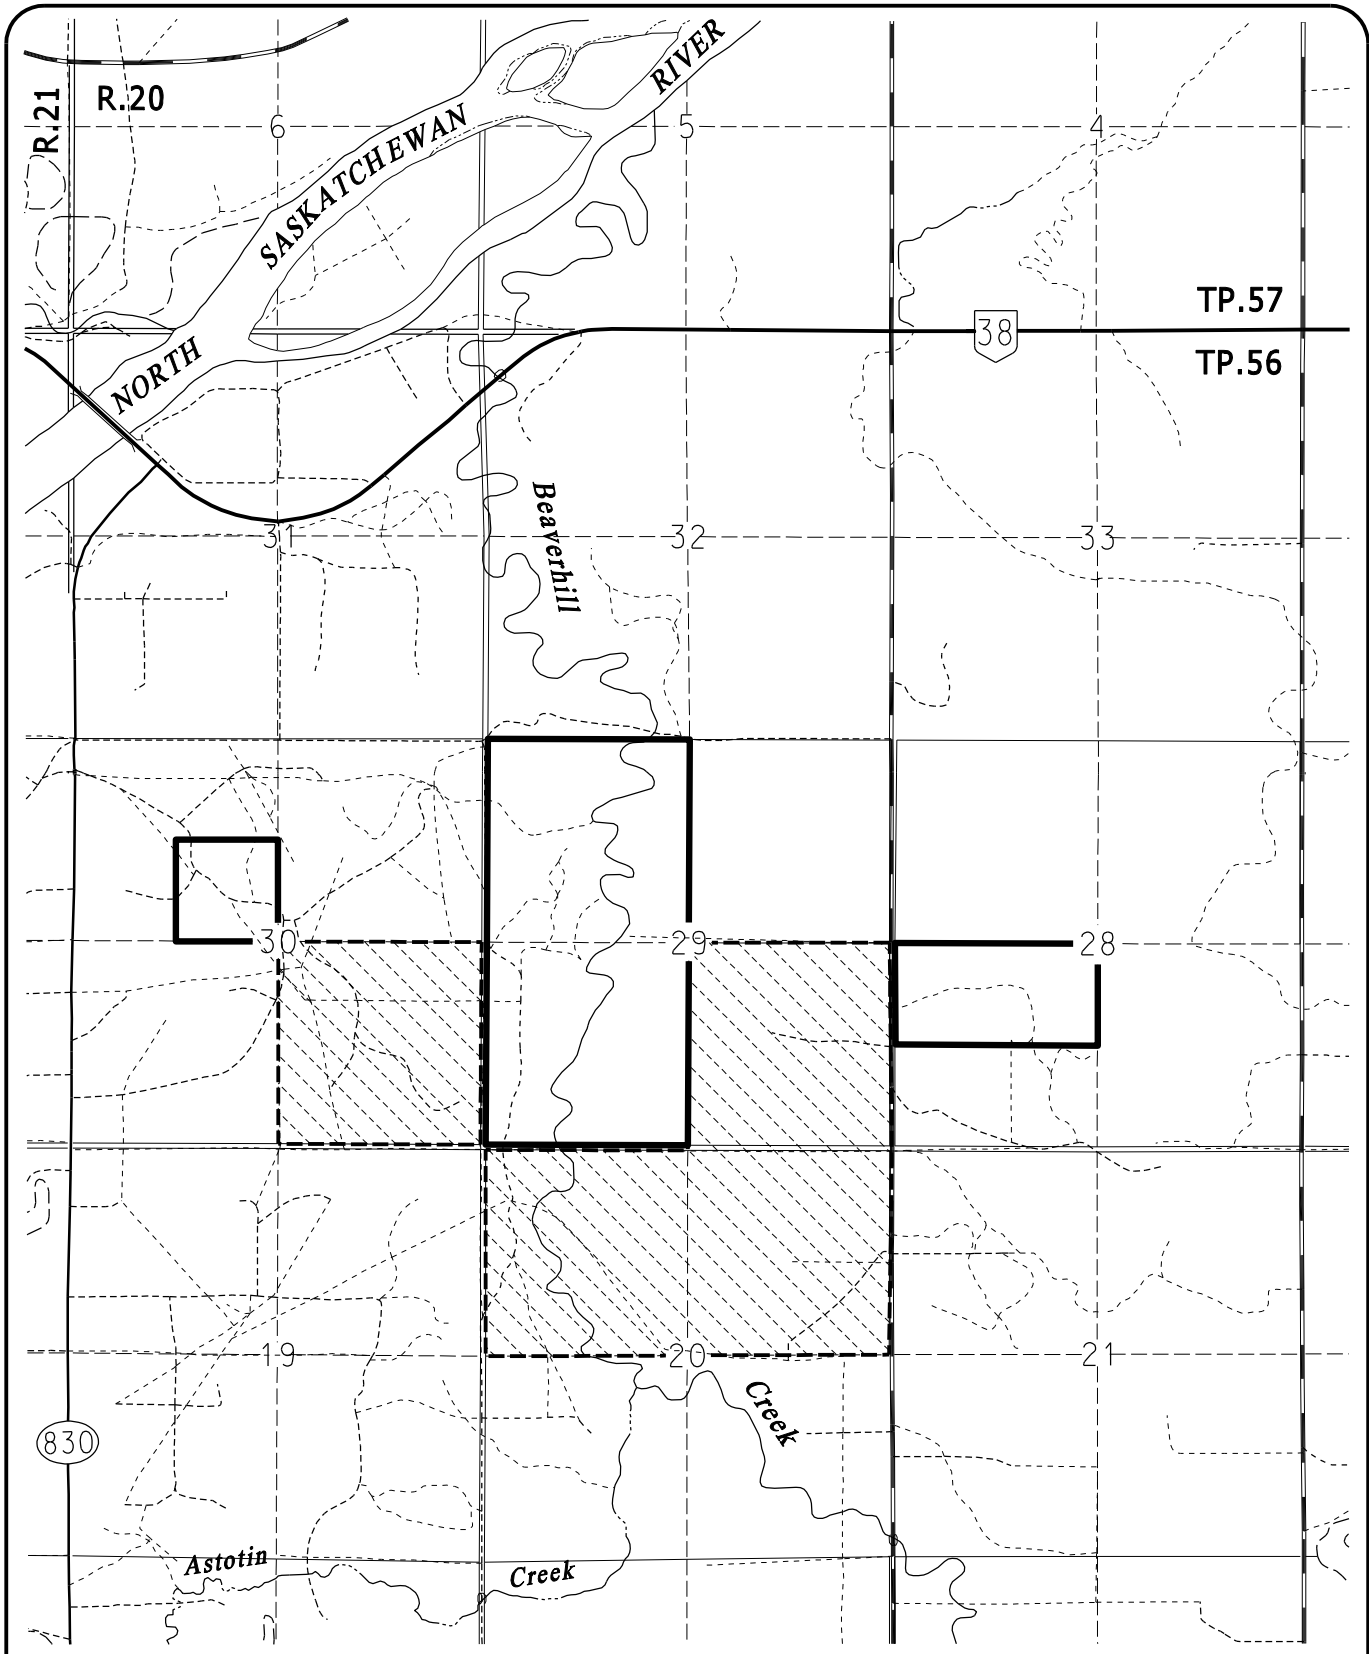 R.21
R.20
6
SASKATCHEWAN
RIVER
5
4
TP.57
38
NORTH
TP.56
31
Beaverhill
32
33
30
29
28
19
20
21
Creek
830
Astotin
Creek